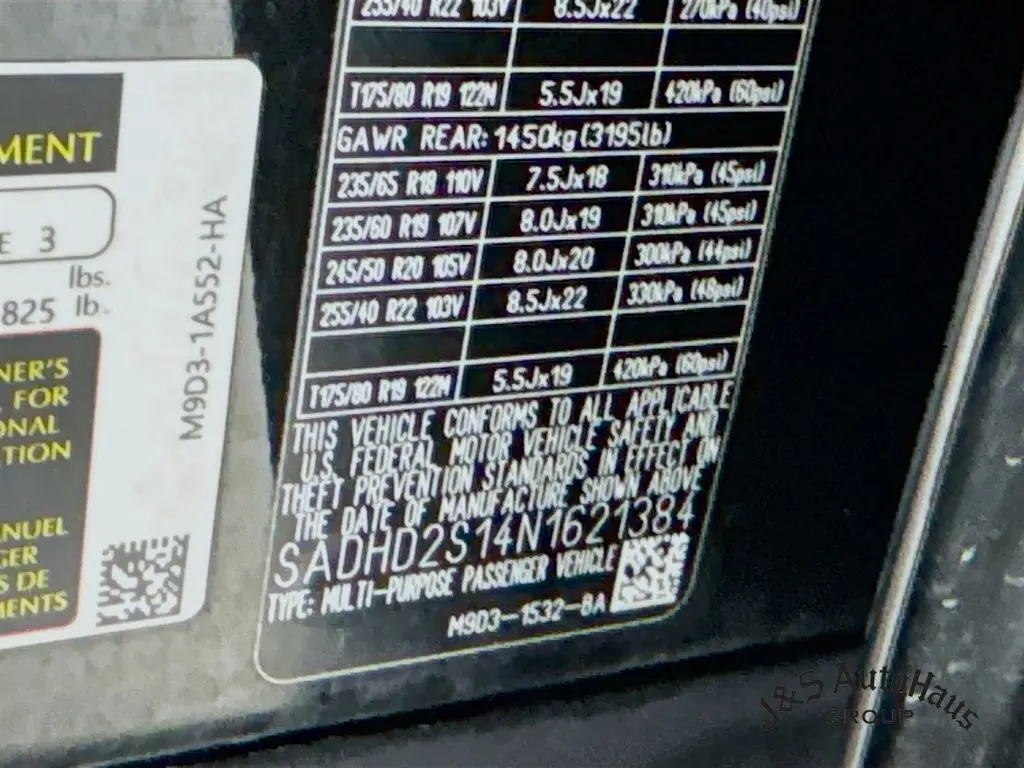 MENT
E 3
lbs.
825 lb.
NER'S
FOR
ONAL
TION
ANUEL
GER
S DE
MENTS
M9D3-1A552-HA
255/40 R22 103V 8.5Jx22 270kPa (40psi)
T175/80 R19 122M 5.5Jx19 420kPa (60psi)
GAWR REAR: 1450kg (3195lb)
235/65 R18 110V 7.5Jx18 310kPa (45psi)
235/60 R19 107V 8.0Jx19 310kPa (45psi)
245/50 R20 105V 8.0Jx20 300kPa (44psi)
255/40 R22 103V 8.5Jx22 330kPa (48psi)
T175/80 R19 122M 5.5Jx19 420kPa (60psi)
THIS VEHICLE CONFORMS TO ALL APPLICABLE
U.S. FEDERAL MOTOR VEHICLE SAFETY AND
THEFT PREVENTION STANDARDS IN EFFECT ON
THE DATE OF MANUFACTURE SHOWN ABOVE
SADHD2S14N1621384
TYPE: MULTI-PURPOSE PASSENGER VEHICLE
M9D3-1532-BA
J&S AutoHaus
GROUP